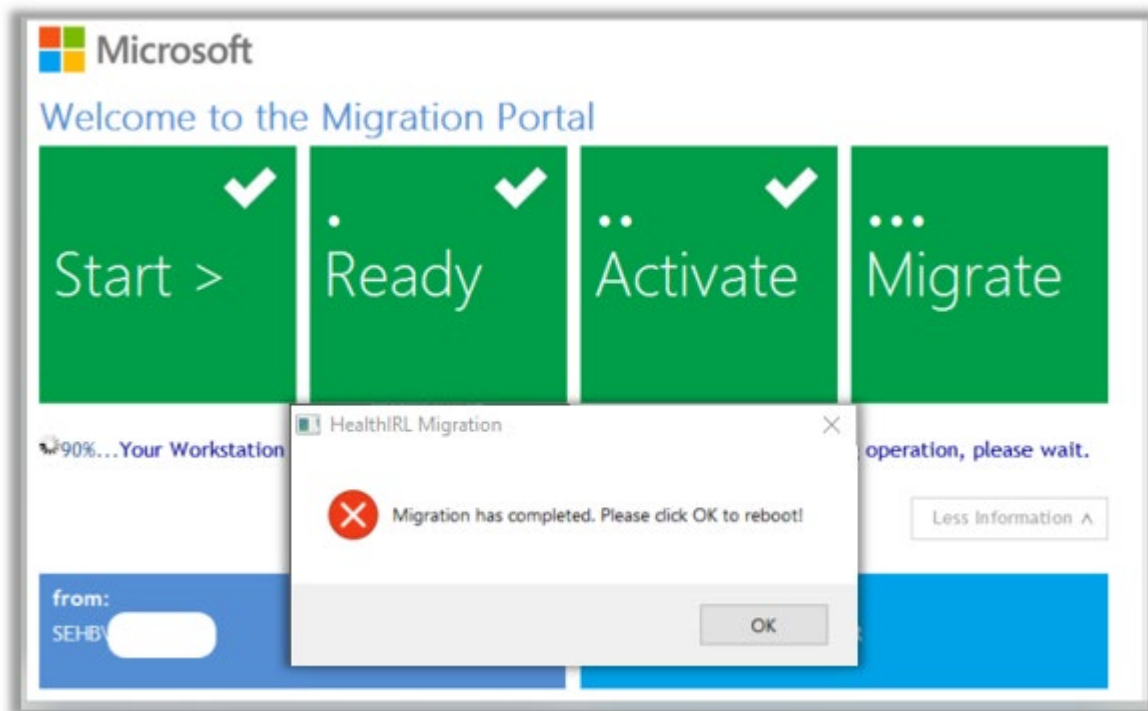 Microsoft
Welcome to the Migration Portal
Start >
Ready
Activate
Migrate
HealthIRL Migration
90%...Your Workstation
operation, please wait.
Migration has completed. Please click OK to reboot!
Less Information ∧
from:
SEHB
OK